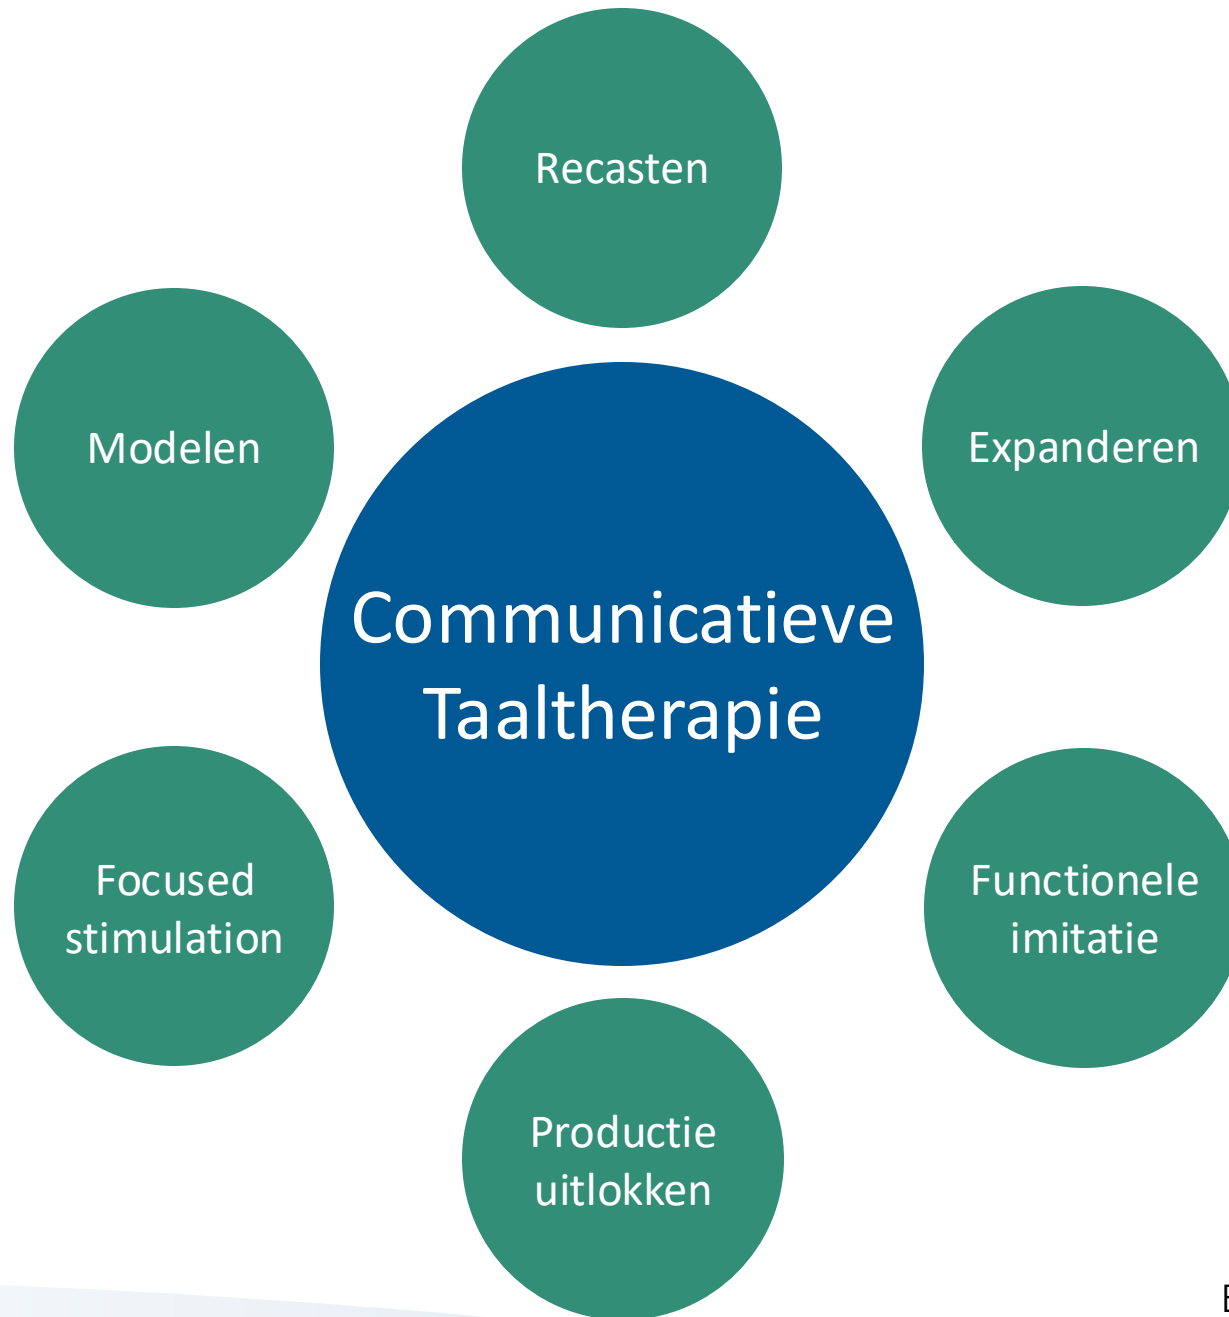 Recasten
Modelen
Expanderen
Communicatieve
Taaltherapie
Focused
stimulation
Functionele
imitatie
Productie
uitlokken